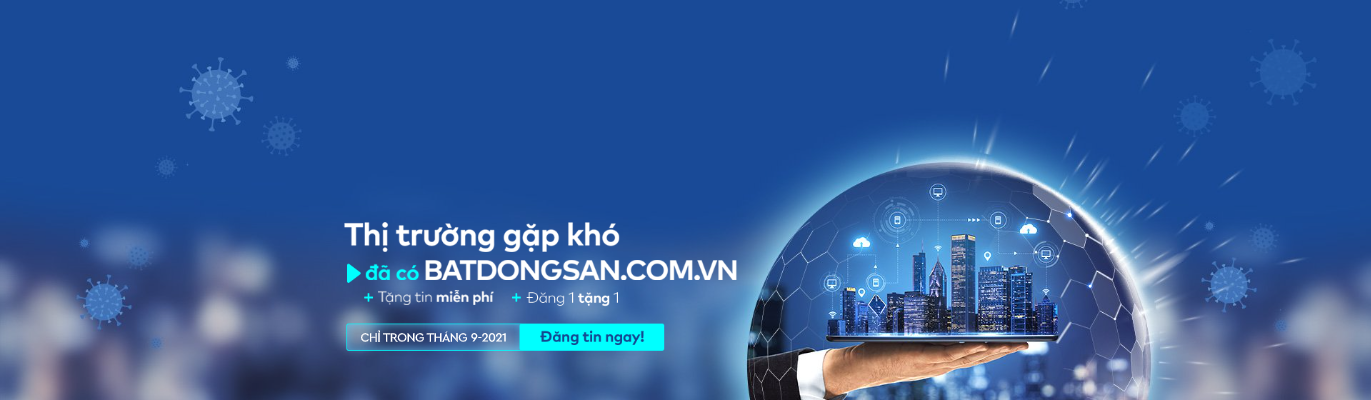 Thị trường gặp khó
đã có BATDONGSAN.COM.VN
+ Tặng tin miễn phí + Đăng 1 tặng 1
CHỈ TRONG THÁNG 9-2021 Đăng tin ngay!